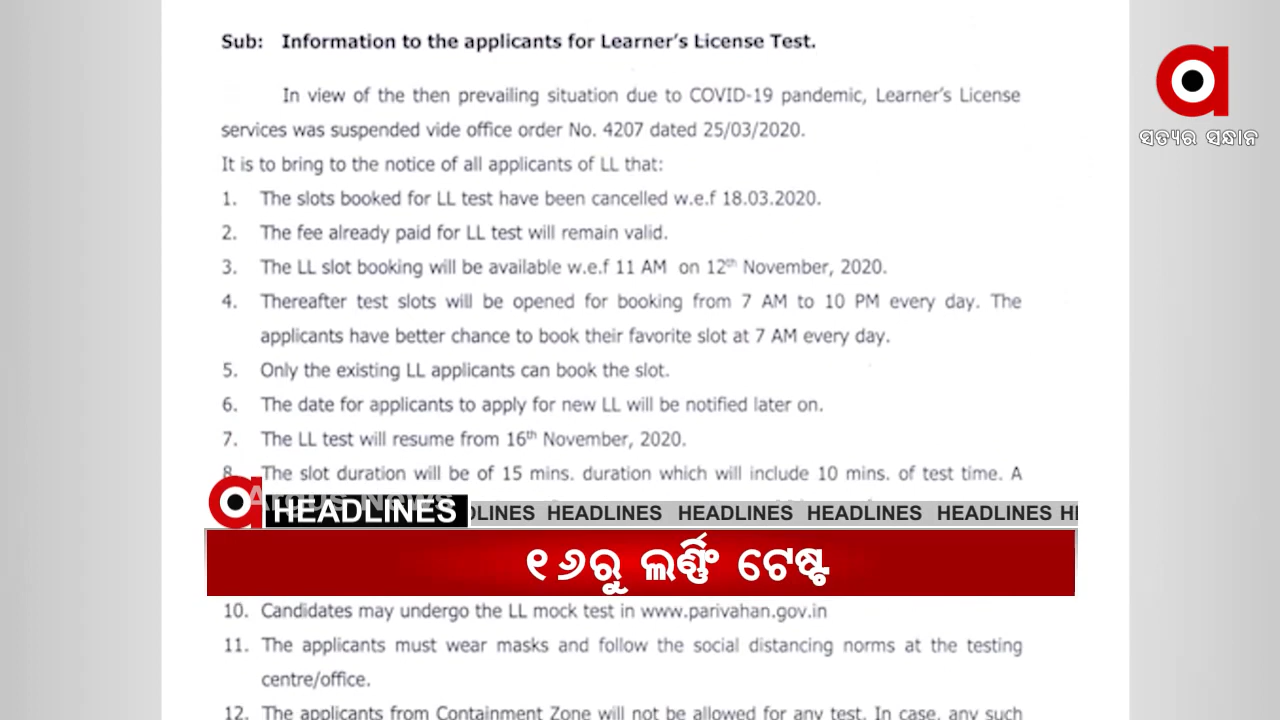 Sub: Information to the applicants for Learner's License Test.
In view of the then prevailing situation due to COVID-19 pandemic, Learner's License
services was suspended vide office order No. 4207 dated 25/03/2020.
It is to bring to the notice of all applicants of LL that:
1. The slots booked for LL test have been cancelled w.e.f 18.03.2020.
2. The fee already paid for LL test will remain valid.
3. The LL slot booking will be available w.e.f 11 AM on 12th November, 2020.
4. Thereafter test slots will be opened for booking from 7 AM to 10 PM every day. The
applicants have better chance to book their favorite slot at 7 AM every day.
5. Only the existing LL applicants can book the slot.
6. The date for applicants to apply for new LL will be notified later on.
7. The LL test will resume from 16th November, 2020.
8. The slot duration will be of 15 mins. duration which will include 10 mins. of test time. A
ସତ୍ୟର ସନ୍ଧାନ
Argus News
HEADLINES DLINES HEADLINES HEADLINES HEADLINES HEADLINES HE
୧୬ରୁ ଲର୍ଣ୍ଣିଂ ଟେଷ୍ଟ
10. Candidates may undergo the LL mock test in www.parivahan.gov.in
11. The applicants must wear masks and follow the social distancing norms at the testing
centre/office.
12. The applicants from Containment Zone will not be allowed for any test. In case, any such